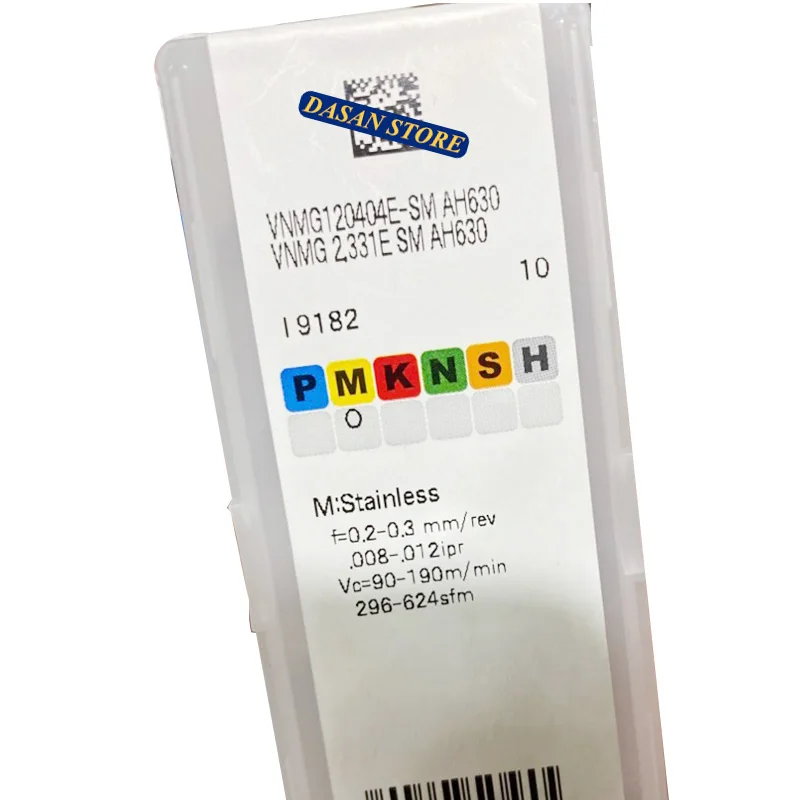 DASAN STORE
VNMG120404E-SM AH630
VNMG 2,331E SM AH630
10
I 9182
P M K N S H
O
M:Stainless
f=0.2-0.3 mm/rev
.008-.012ipr
Vc=90-190m/min
296-624sfm